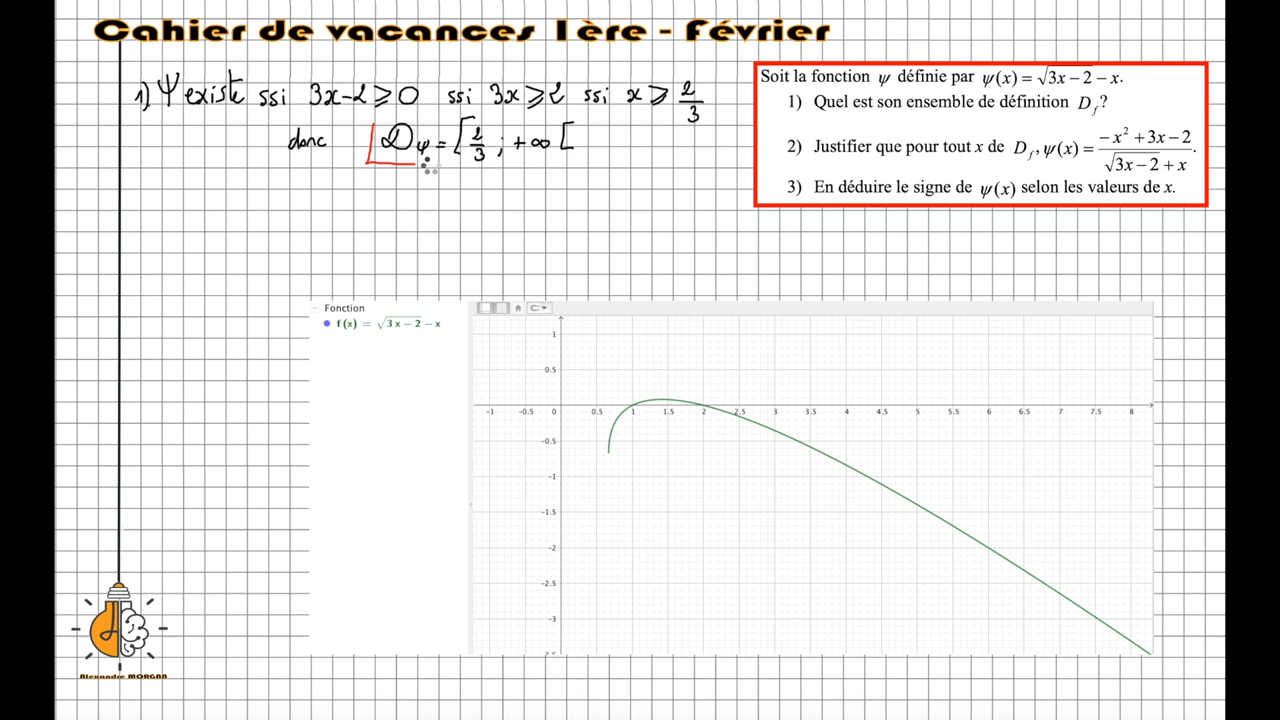 Cahier de vacances 1ère - Février
1) Ψ existe ssi 3x-2 ⩾ 0 ssi 3x ⩾ 2 ssi x ⩾ 2/3
donc D_Ψ = [2/3 ; +∞ [
Soit la fonction ψ définie par ψ(x) = √(3x − 2) − x.
1) Quel est son ensemble de définition D_f ?
2) Justifier que pour tout x de D_f, ψ(x) = (−x² + 3x − 2)/(√(3x − 2) + x).
3) En déduire le signe de ψ(x) selon les valeurs de x.
Fonction
f(x) = √(3x − 2) − x
1
0.5
-1 -0.5 0 0.5 1 1.5 2 2.5 3 3.5 4 4.5 5 5.5 6 6.5 7 7.5 8
-0.5
-1
-1.5
-2
-2.5
-3
Alexandre MORGAN